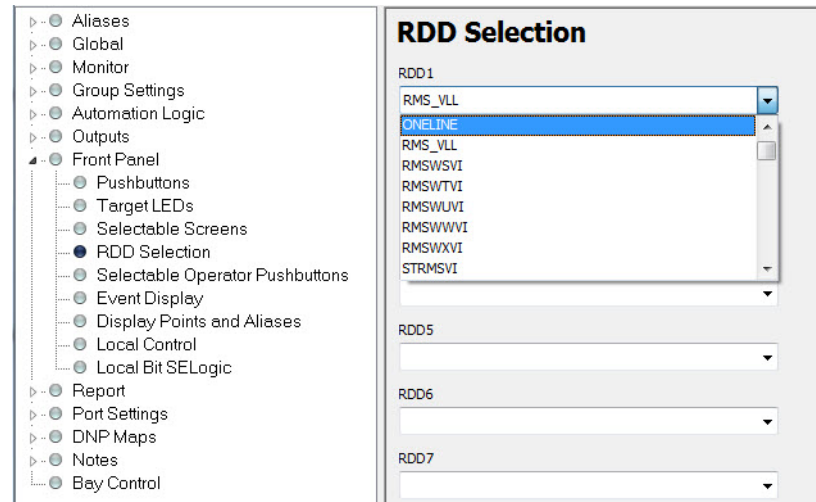 Aliases
Global
Monitor
Group Settings
Automation Logic
Outputs
Front Panel
Pushbuttons
Target LEDs
Selectable Screens
RDD Selection
Selectable Operator Pushbuttons
Event Display
Display Points and Aliases
Local Control
Local Bit SELogic
Report
Port Settings
DNP Maps
Notes
Bay Control
RDD Selection
RDD1
RMS_VLL
ONELINE
RMS_VLL
RMSWSVI
RMSWTVI
RMSWUVI
RMSWWVI
RMSWXVI
STRMSVI
RDD5
RDD6
RDD7